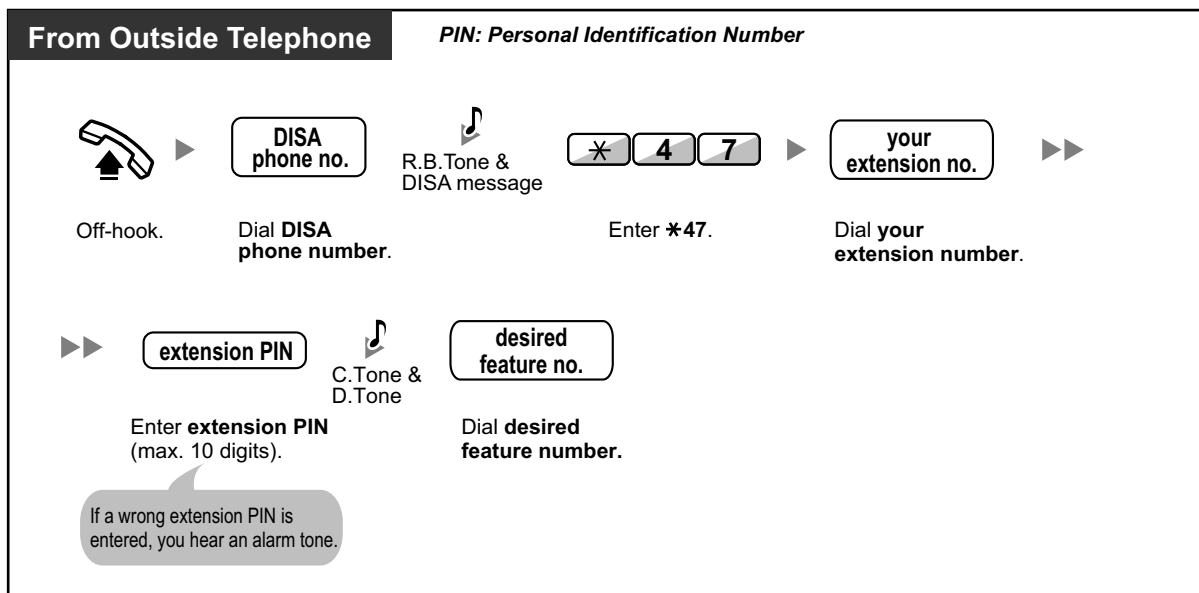 From Outside Telephone
PIN: Personal Identification Number
DISA
phone no.
R.B.Tone &
DISA message
* 4 7
your
extension no.
Off-hook.
Dial DISA
phone number.
Enter *47.
Dial your
extension number.
extension PIN
C.Tone &
D.Tone
desired
feature no.
Enter extension PIN
(max. 10 digits).
Dial desired
feature number.
If a wrong extension PIN is
entered, you hear an alarm tone.